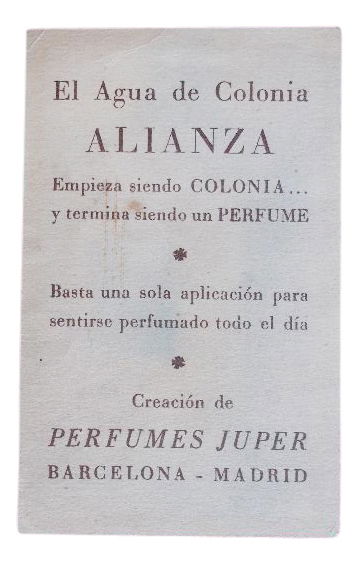 El Agua de Colonia
ALIANZA
Empieza siendo COLONIA...
y termina siendo un PERFUME
Basta una sola aplicación para
sentirse perfumado todo el día
Creación de
PERFUMES JUPER
BARCELONA - MADRID